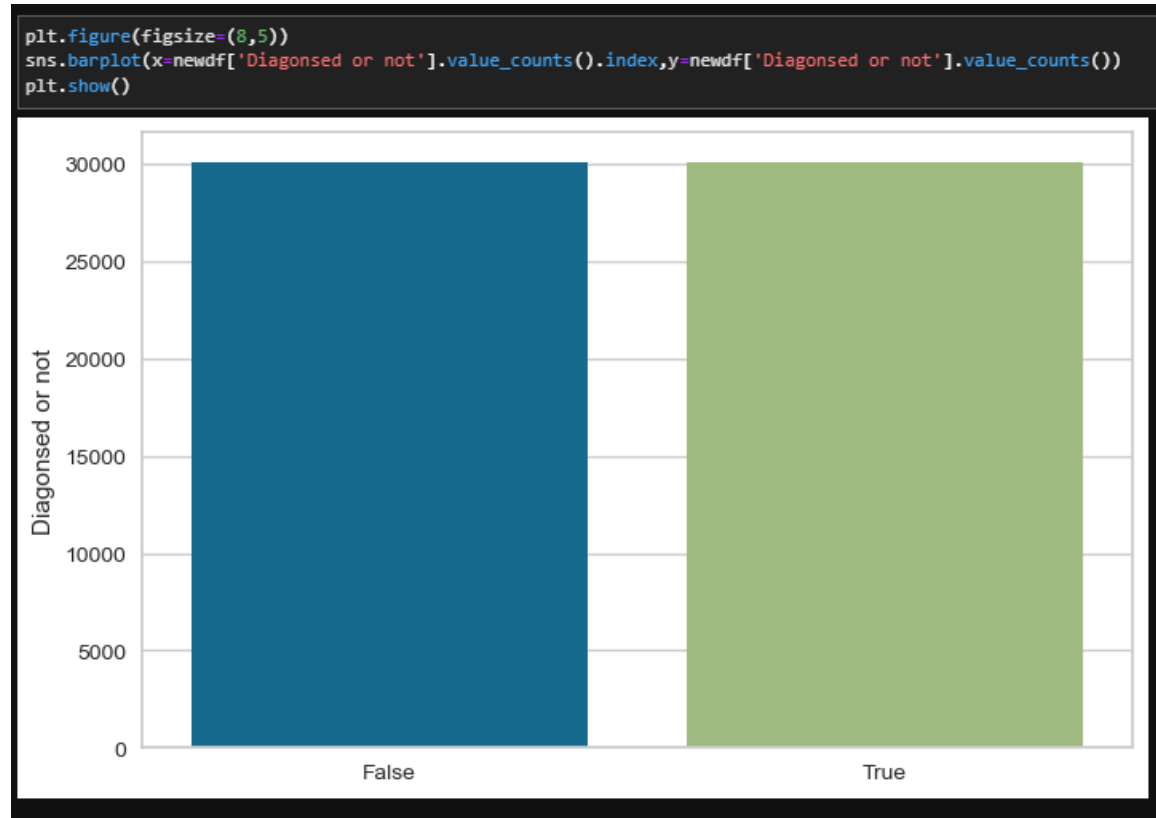 plt.figure(figsize=(8,5))
sns.barplot(x=newdf['Diagonsed or not'].value_counts().index,y=newdf['Diagonsed or not'].value_counts())
plt.show()
30000
25000
20000
15000
10000
5000
0
Diagonsed or not
False True